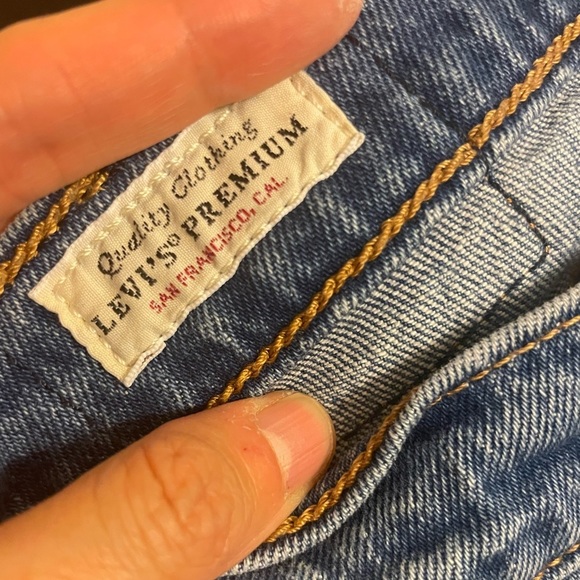 Quality Clothing
LEVI'S® PREMIUM
SAN FRANCISCO, CAL.